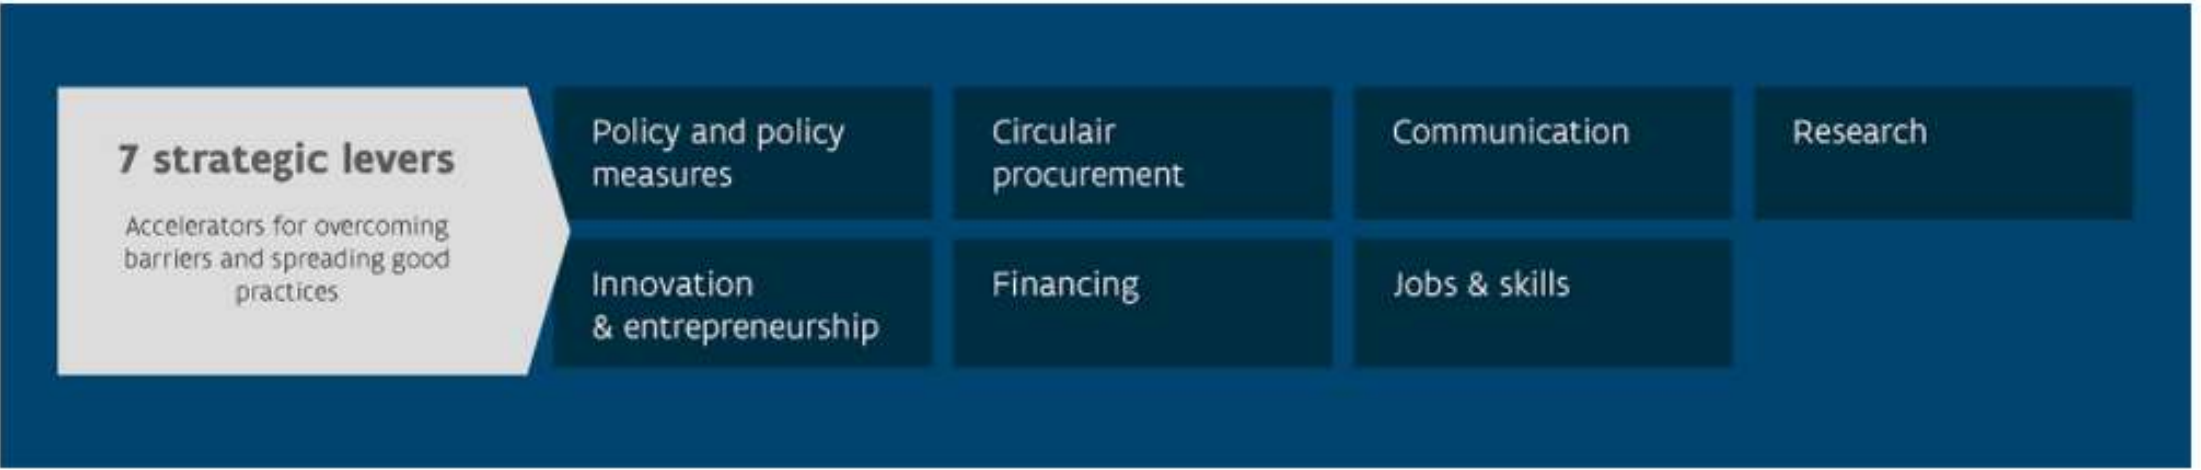 7 strategic levers
Accelerators for overcoming
barriers and spreading good
practices
Policy and policy
measures
Circulair
procurement
Communication
Research
Innovation
& entrepreneurship
Financing
Jobs & skills